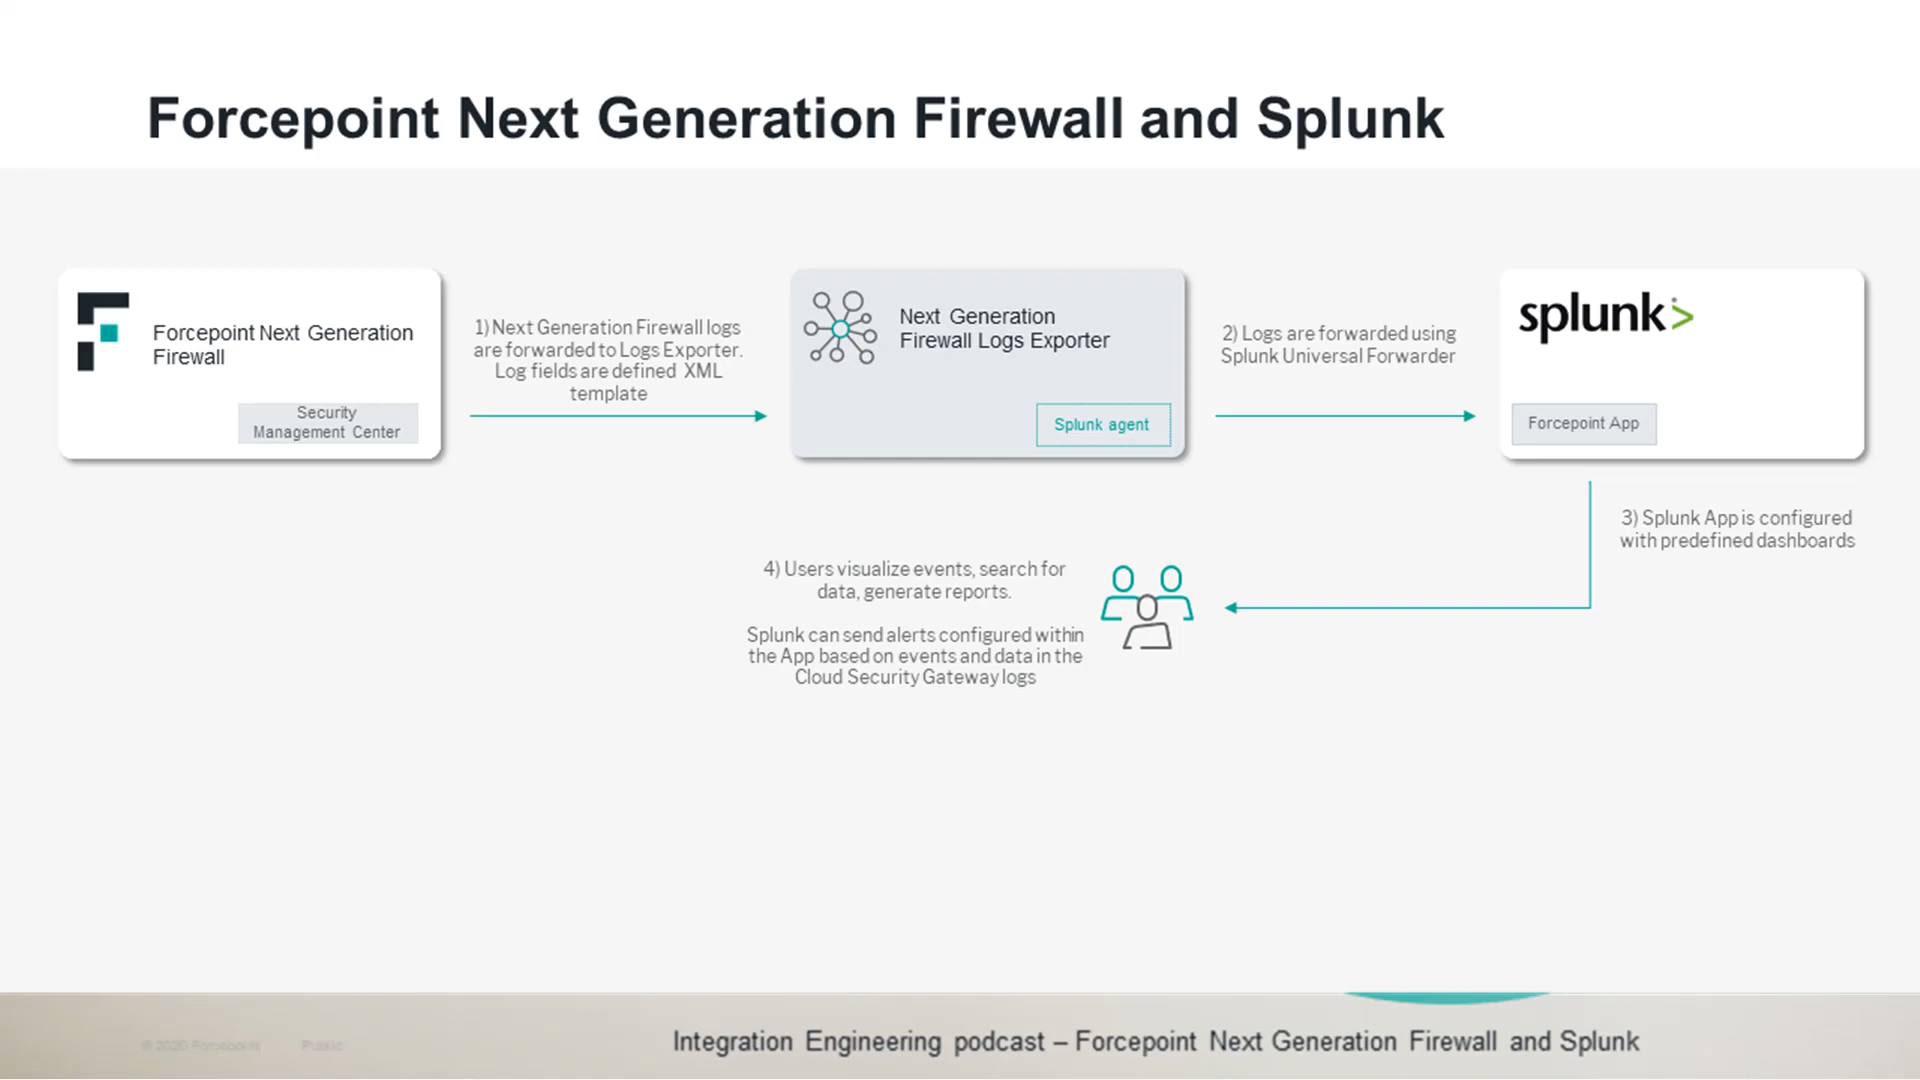 Forcepoint Next Generation Firewall and Splunk
Forcepoint Next Generation
Firewall
Security
Management Center
1) Next Generation Firewall logs
are forwarded to Logs Exporter.
Log fields are defined XML
template
Next Generation
Firewall Logs Exporter
Splunk agent
2) Logs are forwarded using
Splunk Universal Forwarder
splunk>
Forcepoint App
3) Splunk App is configured
with predefined dashboards
4) Users visualize events, search for
data, generate reports.
Splunk can send alerts configured within
the App based on events and data in the
Cloud Security Gateway logs
© 2020 Forcepoint
Public
Integration Engineering podcast – Forcepoint Next Generation Firewall and Splunk